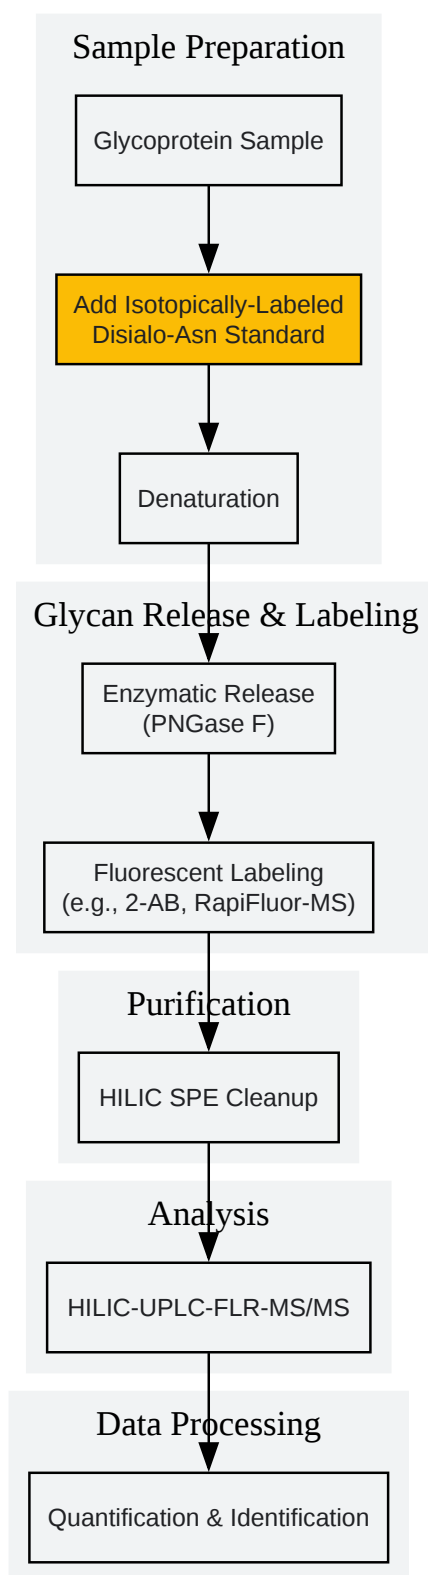 Sample Preparation
Glycoprotein Sample
Add Isotopically-Labeled
Disialo-Asn Standard
Denaturation
Glycan Release & Labeling
Enzymatic Release
(PNGase F)
Fluorescent Labeling
(e.g., 2-AB, RapiFluor-MS)
Purification
HILIC SPE Cleanup
Analysis
HILIC-UPLC-FLR-MS/MS
Data Processing
Quantification & Identification